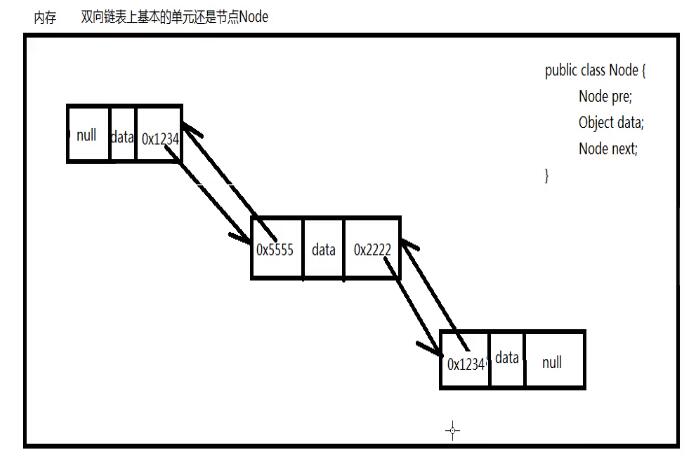 内存 双向链表上基本的单元还是节点Node
public class Node {
Node pre;
Object data;
Node next;
}
null data 0x1234
0x5555 data 0x2222
0x1234 data null